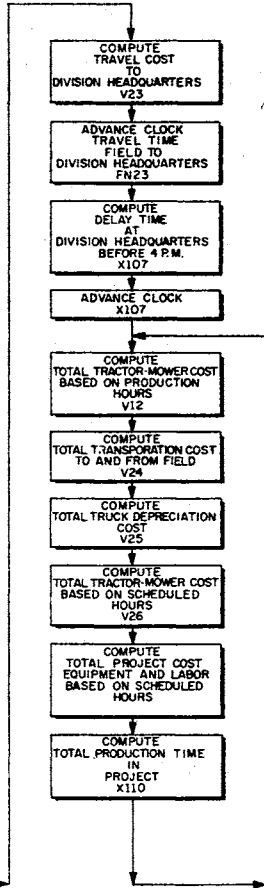 COMPUTE
TRAVEL COST
TO
DIVISION HEADQUARTERS
V23
ADVANCE CLOCK
TRAVEL TIME
FIELD TO
DIVISION HEADQUARTERS
FN23
COMPUTE
DELAY TIME
AT
DIVISION HEADQUARTERS
BEFORE 4 P.M.
X107
ADVANCE CLOCK
X107
COMPUTE
TOTAL TRACTOR-MOWER COST
BASED ON PRODUCTION
HOURS
V12
COMPUTE
TOTAL TRANSPORATION COST
TO AND FROM FIELD
V24
COMPUTE
TOTAL TRUCK DEPRECIATION
COST
V25
COMPUTE
TOTAL TRACTOR-MOWER COST
BASED ON SCHEDULED
HOURS
V26
COMPUTE
TOTAL PROJECT COST
EQUIPMENT AND LABOR
BASED ON SCHEDULED
HOURS
COMPUTE
TOTAL PRODUCTION TIME
IN
PROJECT
X110